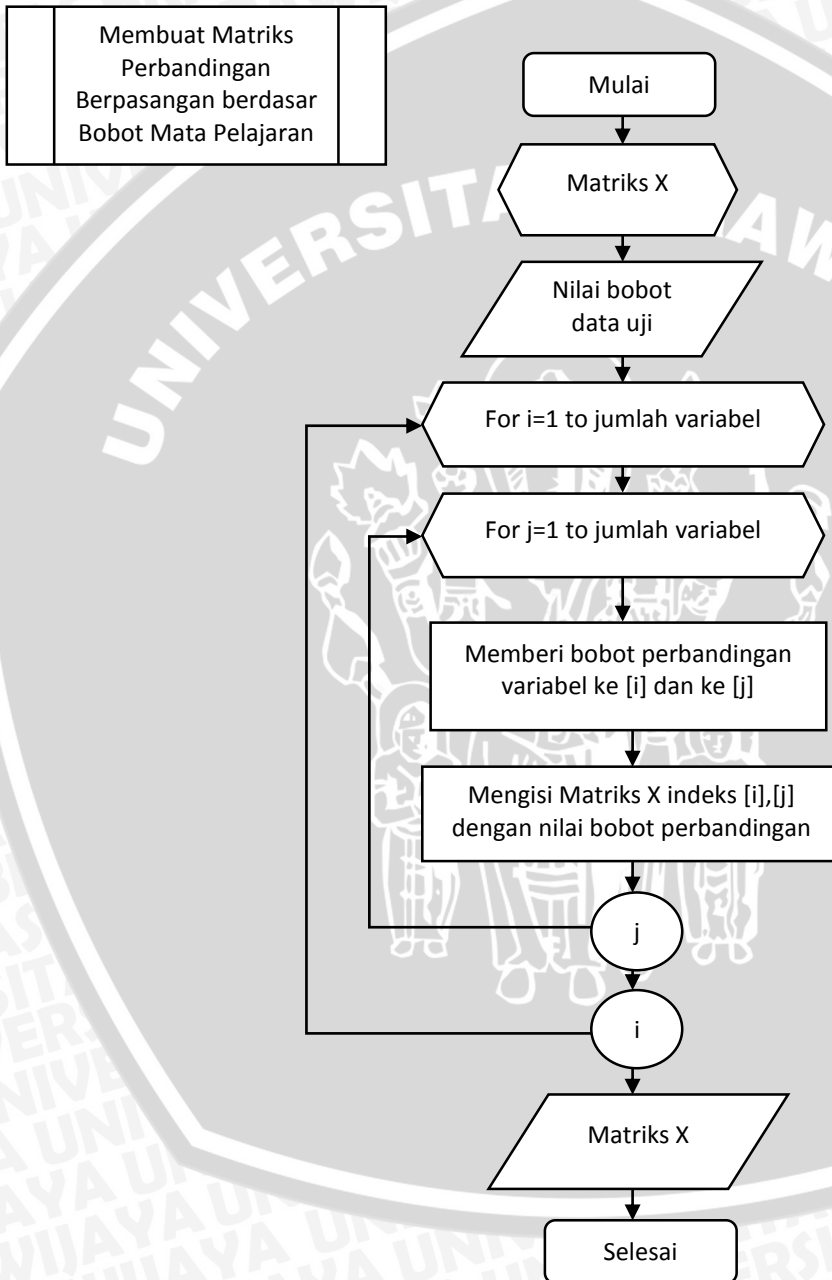 Membuat Matriks
Perbandingan
Berpasangan berdasar
Bobot Mata Pelajaran
Mulai
Matriks X
Nilai bobot
data uji
For i=1 to jumlah variabel
For j=1 to jumlah variabel
Memberi bobot perbandingan
variabel ke [i] dan ke [j]
Mengisi Matriks X indeks [i],[j]
dengan nilai bobot perbandingan
j
i
Matriks X
Selesai